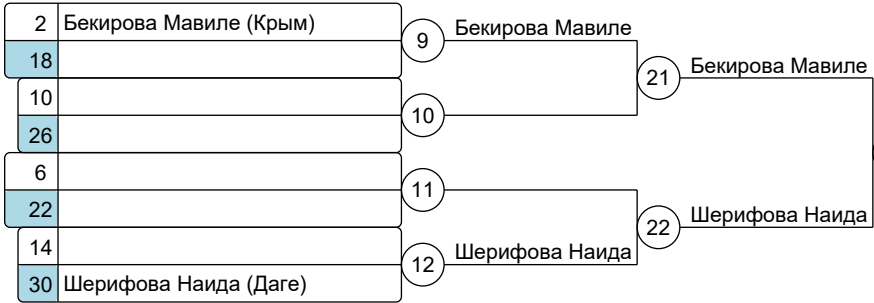 2 Бекирова Мавиле (Крым)
9 Бекирова Мавиле
18
21 Бекирова Мавиле
10
10
26
6
11
22
22 Шерифова Наида
14
12 Шерифова Наида
30 Шерифова Наида (Даге)